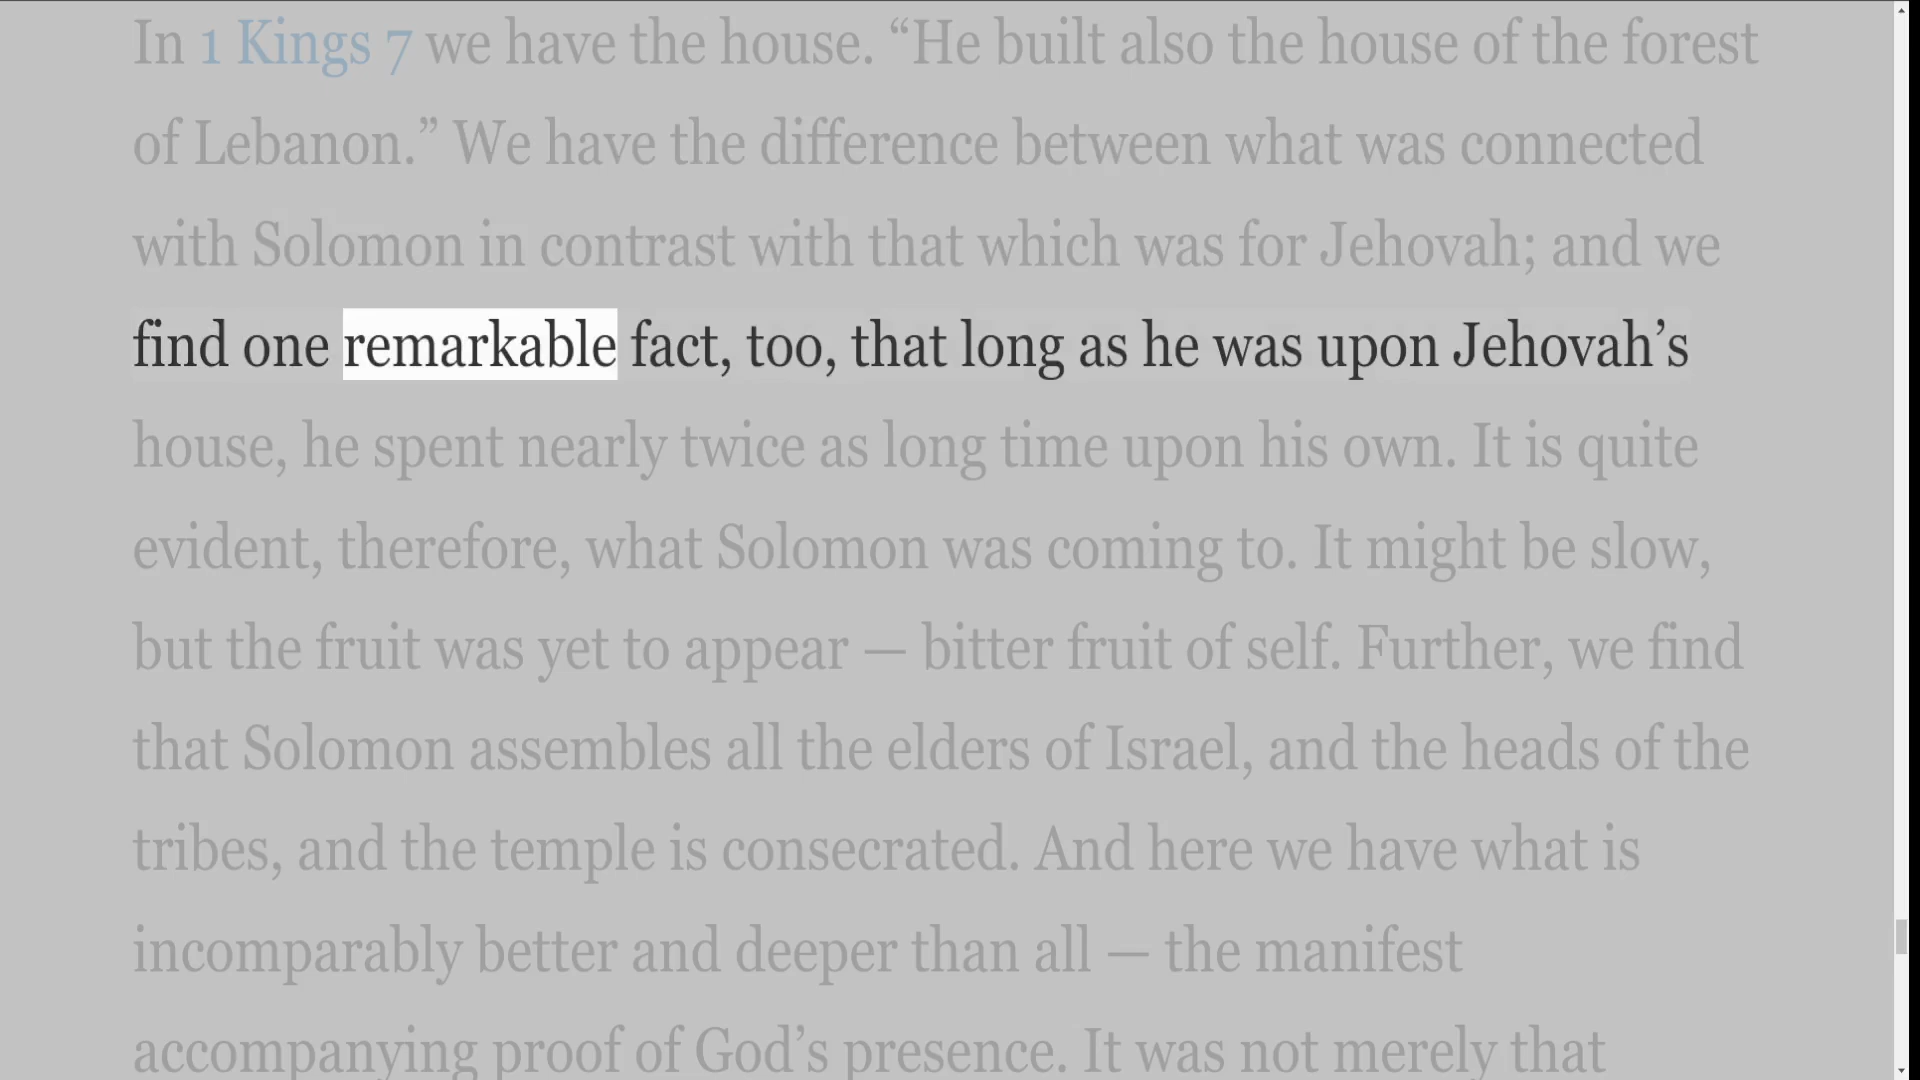 In 1 Kings 7 we have the house. “He built also the house of the forest
of Lebanon.” We have the difference between what was connected
with Solomon in contrast with that which was for Jehovah; and we
find one remarkable fact, too, that long as he was upon Jehovah’s
house, he spent nearly twice as long time upon his own. It is quite
evident, therefore, what Solomon was coming to. It might be slow,
but the fruit was yet to appear — bitter fruit of self. Further, we find
that Solomon assembles all the elders of Israel, and the heads of the
tribes, and the temple is consecrated. And here we have what is
incomparably better and deeper than all — the manifest
accompanying proof of God’s presence. It was not merely that